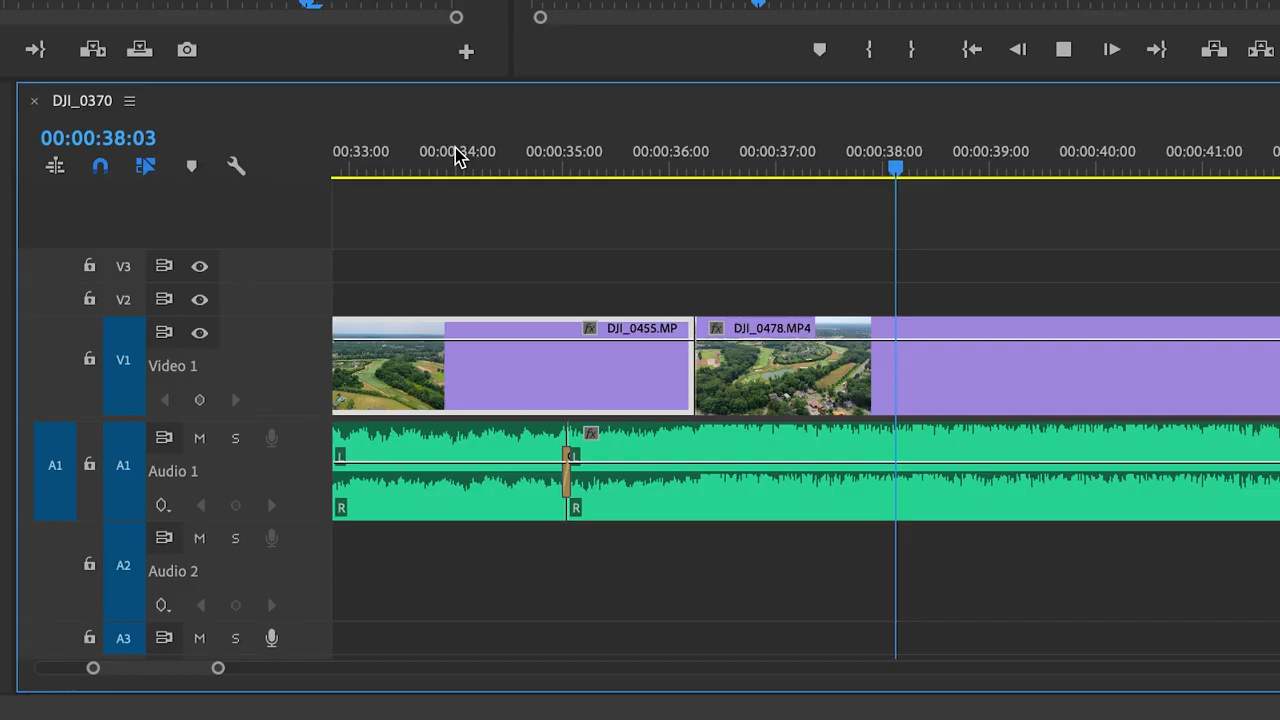 DJI_0370
00:00:38:03
00:33:00 00:00:34:00 00:00:35:00 00:00:36:00 00:00:37:00 00:00:38:00 00:00:39:00 00:00:40:00 00:00:41:00
V3
V2
V1 Video 1
fx DJI_0455.MP
fx DJI_0478.MP4
A1 A1 M S
Audio 1
fx
L L
R R
A2 M S
Audio 2
A3 M S